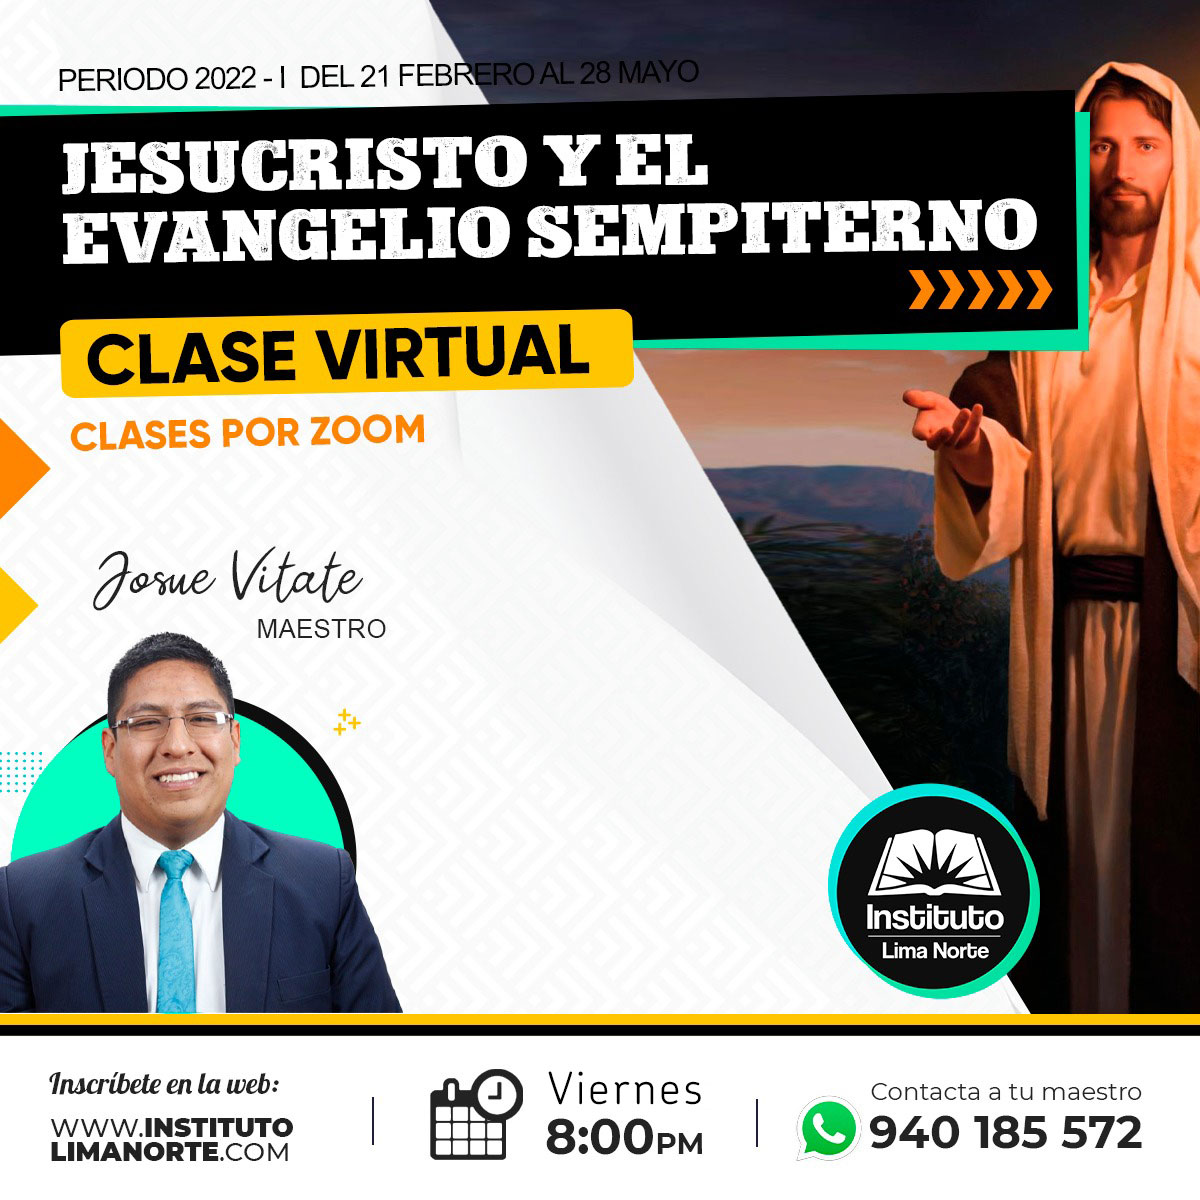 PERIODO 2022 - I  DEL 21 FEBRERO AL 28 MAYO
JESUCRISTO Y EL
EVANGELIO SEMPITERNO
CLASE VIRTUAL
CLASES POR ZOOM
Josue Vitate
MAESTRO
Instituto
Lima Norte
Inscríbete en la web:
WWW.INSTITUTO
LIMANORTE.COM
Viernes
8:00PM
Contacta a tu maestro
940 185 572